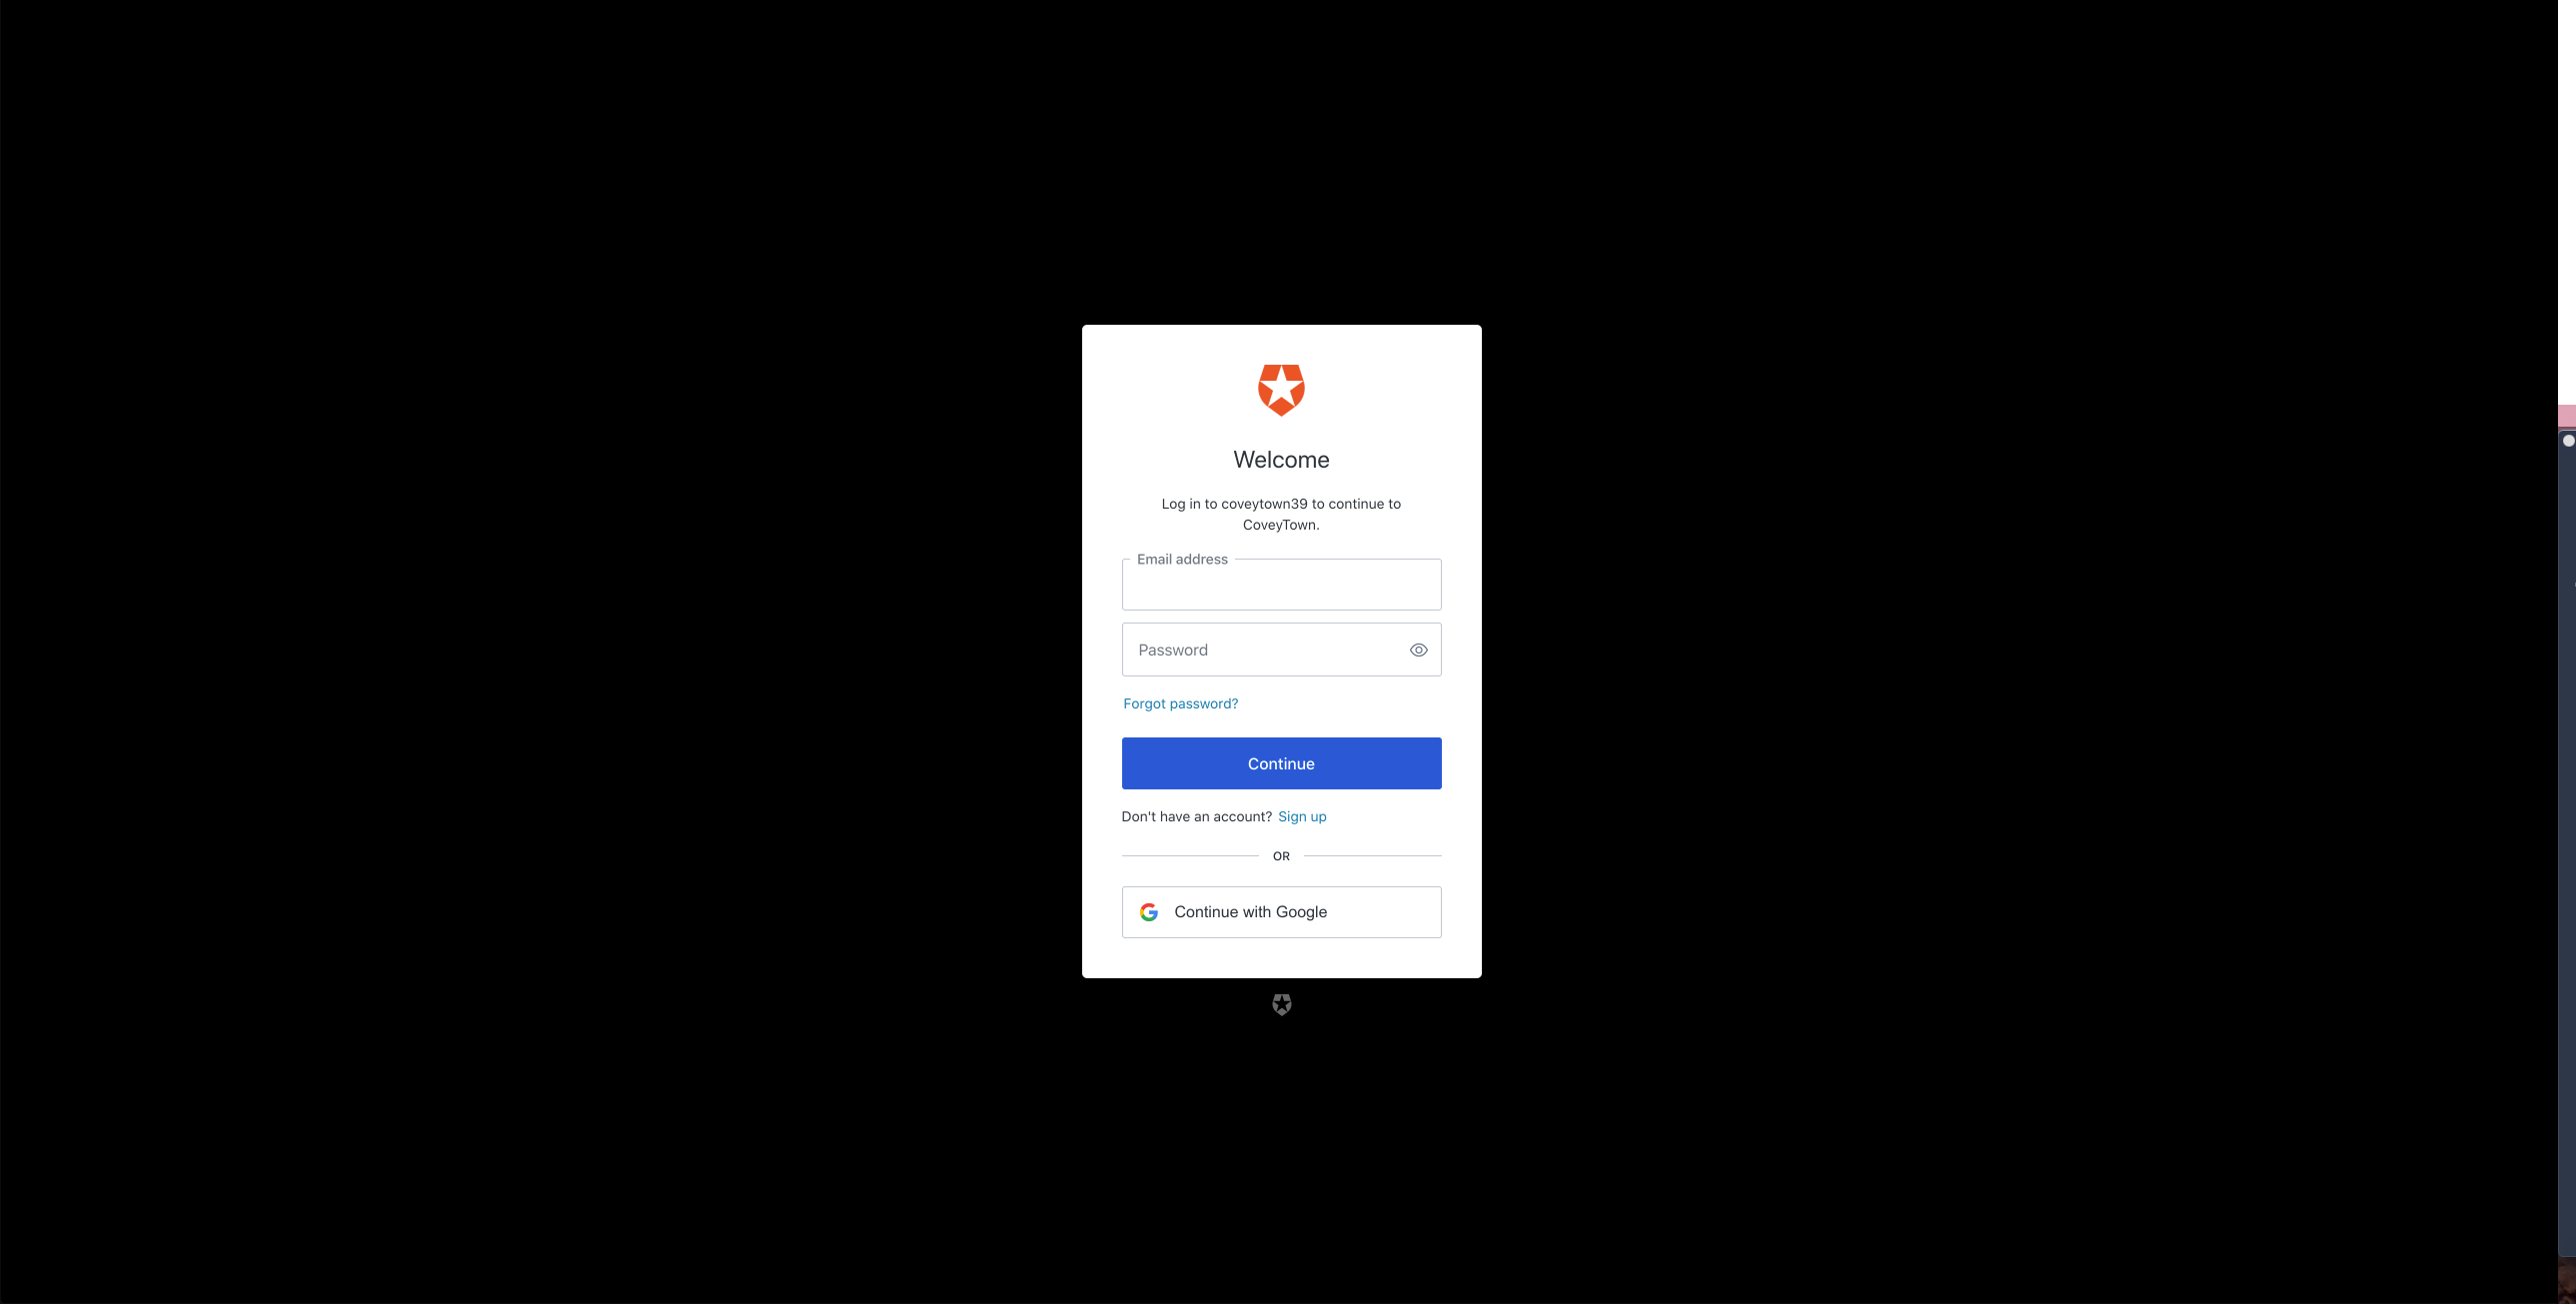 Welcome
Log in to coveytown39 to continue to
CoveyTown.
Email address
Password
Forgot password?
Continue
Don't have an account? Sign up
OR
Continue with Google